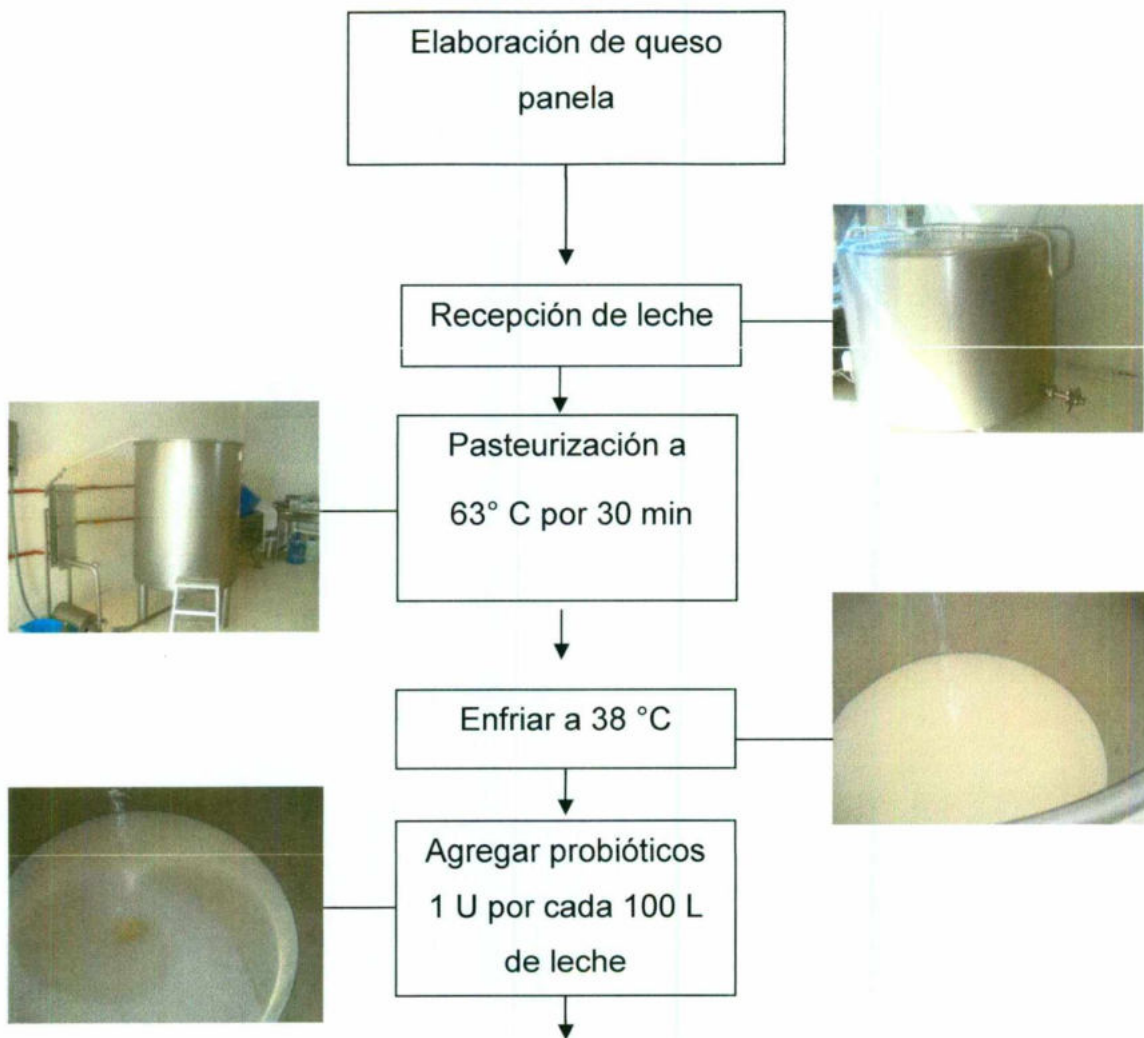 Elaboración de queso
panela
Recepción de leche
Pasteurización a
63° C por 30 min
Enfriar a 38 °C
Agregar probióticos
1 U por cada 100 L
de leche